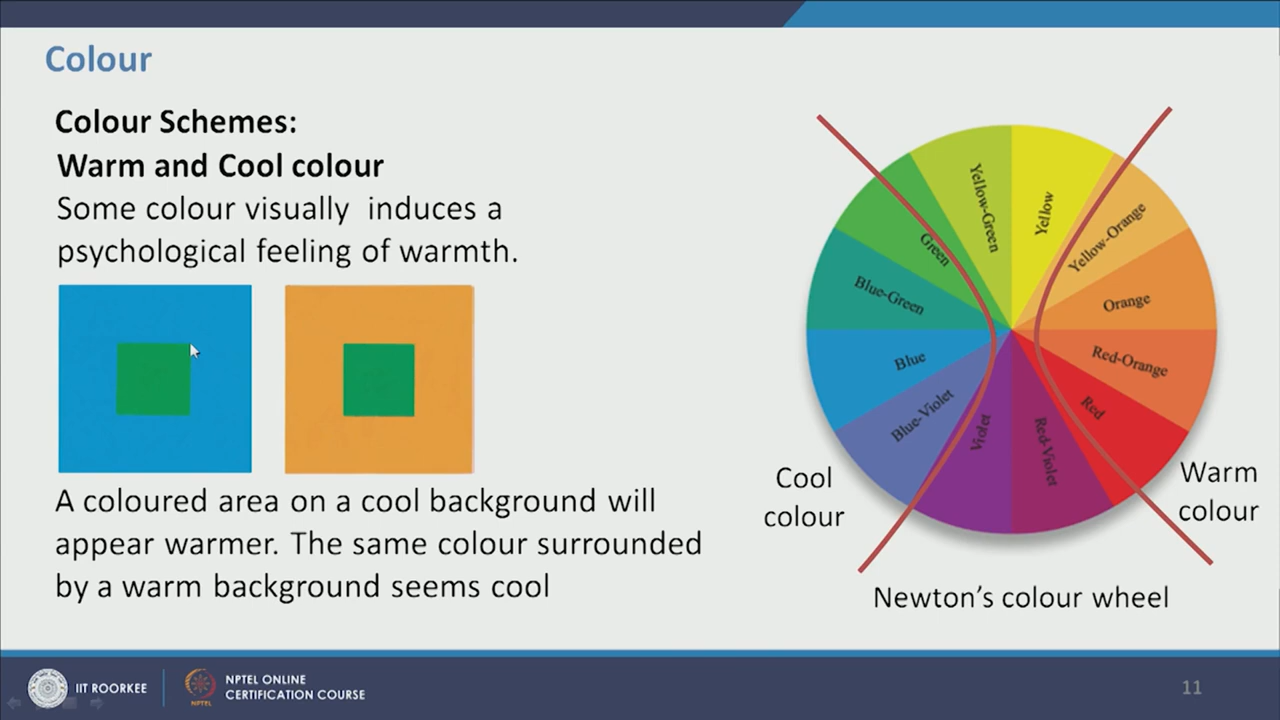 Colour
Colour Schemes:
Warm and Cool colour
Some colour visually induces a
psychological feeling of warmth.
A coloured area on a cool background will
appear warmer. The same colour surrounded
by a warm background seems cool
Yellow-Green
Yellow
Green
Yellow-Orange
Blue-Green
Orange
Blue
Red-Orange
Blue-Violet
Red
Violet
Red-Violet
Cool
colour
Warm
colour
Newton's colour wheel
IIT ROORKEE
NPTEL ONLINE
CERTIFICATION COURSE
NPTEL
11